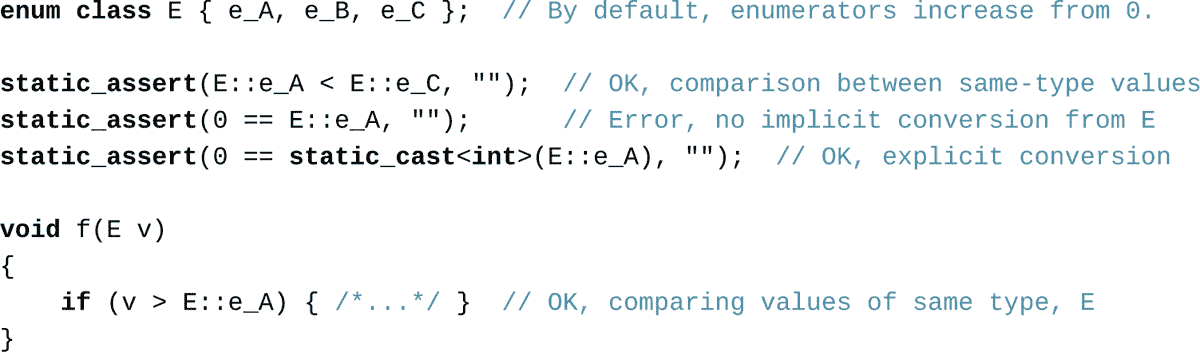 enum class E { e_A, e_B, e_C };  // By default, enumerators increase from 0.
static_assert(E::e_A < E::e_C, "");  // OK, comparison between same-type values
static_assert(0 == E::e_A, "");      // Error, no implicit conversion from E
static_assert(0 == static_cast<int>(E::e_A), "");  // OK, explicit conversion
void f(E v)
{
    if (v > E::e_A) { /*...*/ }  // OK, comparing values of same type, E
}